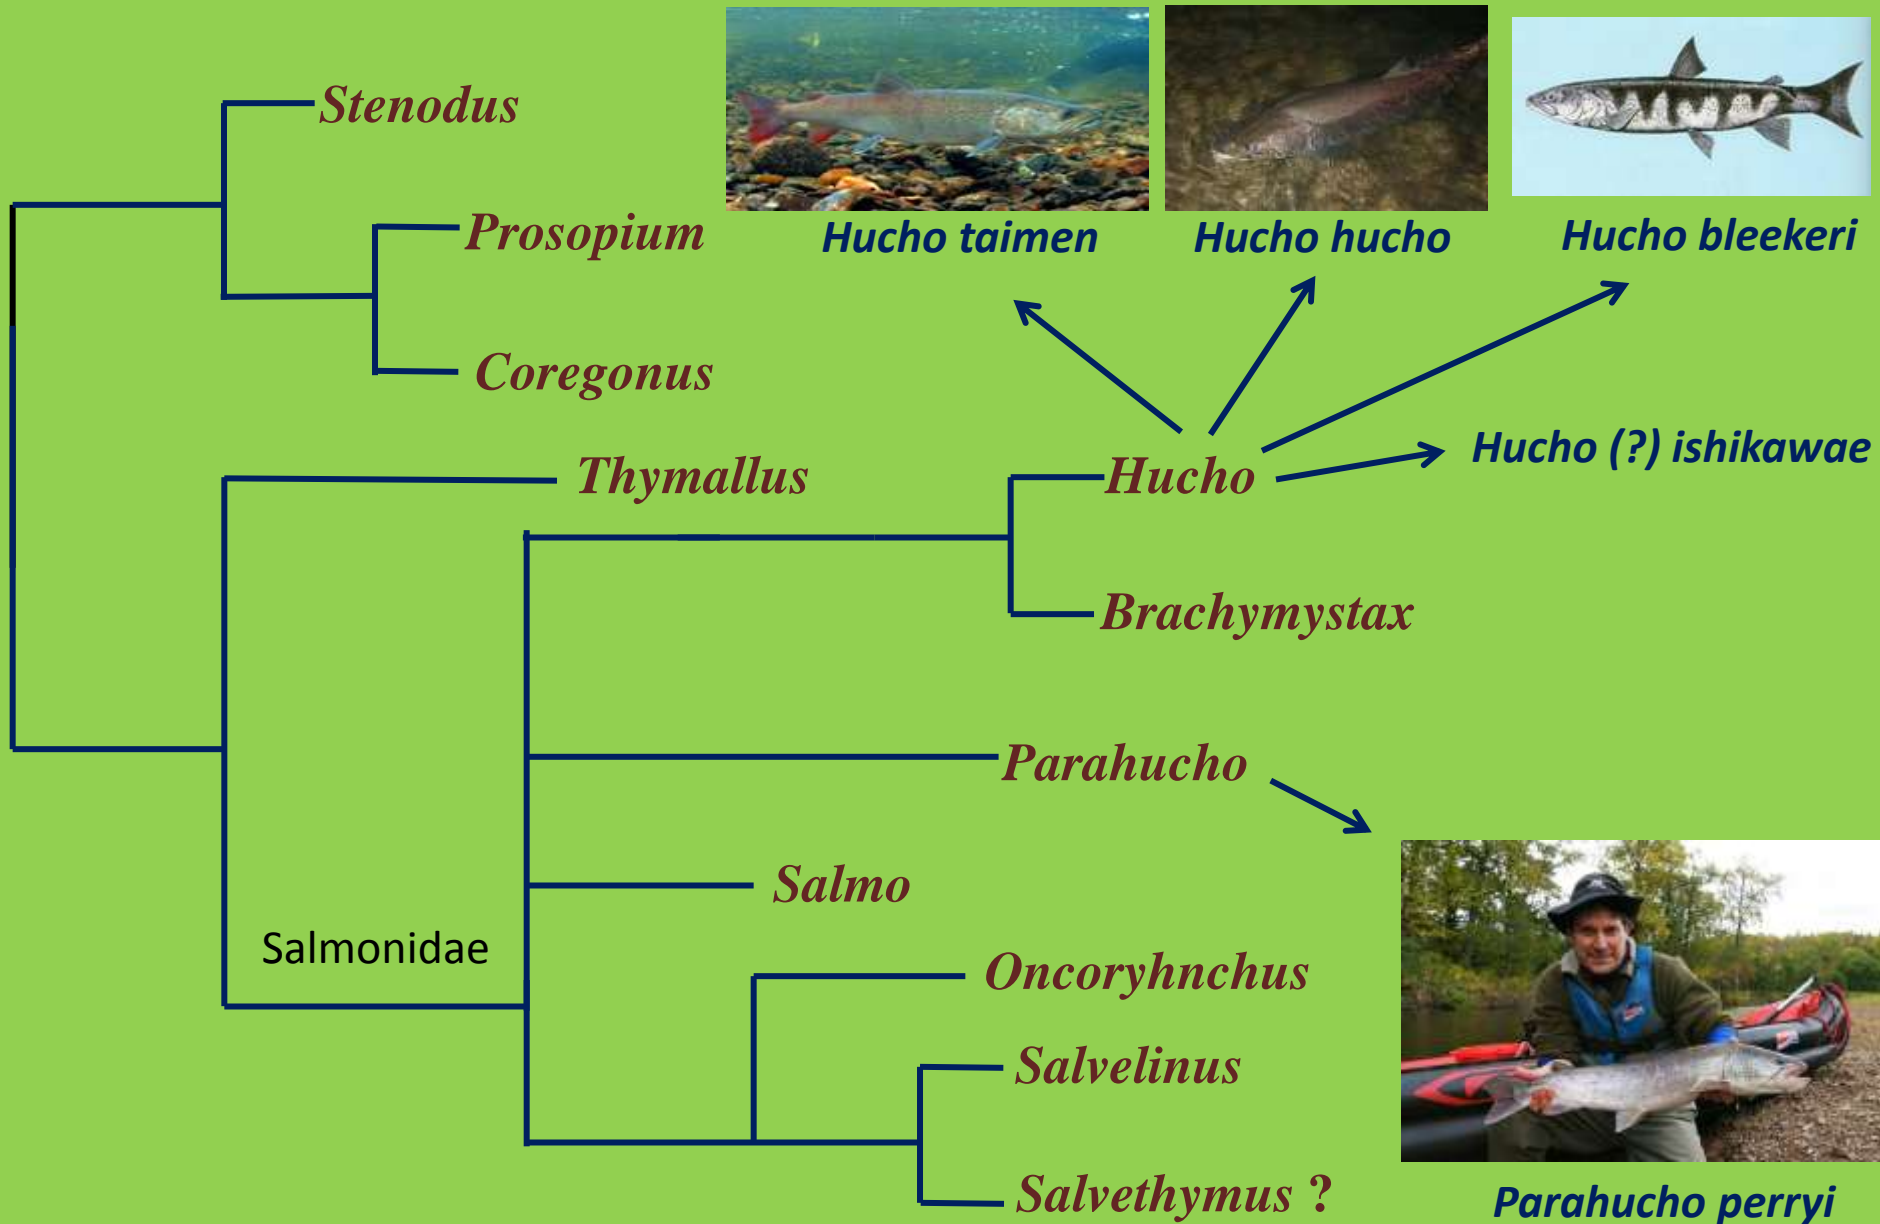 Stenodus
Prosopium
Coregonus
Hucho taimen
Hucho hucho
Hucho bleekeri
Thymallus
Hucho
Hucho (?) ishikawae
Brachymystax
Parahucho
Salmo
Salmonidae
Oncoryhnchus
Salvelinus
Salvethymus ?
Parahucho perryi